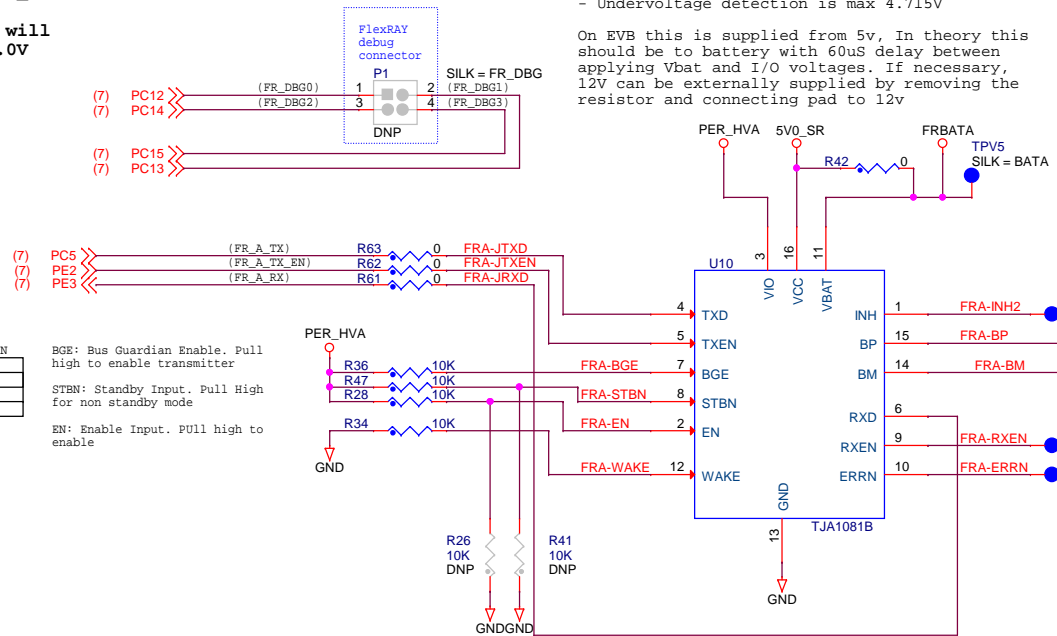 will
.0V
- Undervoltage detection is max 4.715V
On EVB this is supplied from 5v, In theory this
should be to battery with 60uS delay between
applying Vbat and I/O voltages. If necessary,
12V can be externally supplied by removing the
resistor and connecting pad to 12v
FlexRAY
debug
connector
P1
SILK = FR_DBG
(7) PC12 (FR_DBG0) 1 2 (FR_DBG1)
(7) PC14 (FR_DBG2) 3 4 (FR_DBG3)
DNP
(7) PC15
(7) PC13
PER_HVA 5V0_SR FRBATA
TPV5
SILK = BATA
R42 0
(7) PC5 (FR_A_TX) R63 0 FRA-JTXD
(7) PE2 (FR_A_TX_EN) R62 0 FRA-JTXEN
(7) PE3 (FR_A_RX) R61 0 FRA-JRXD
U10
3 16 11
VIO VCC VBAT
4 TXD
5 TXEN
7 BGE
8 STBN
2 EN
12 WAKE
INH 1 FRA-INH2
BP 15 FRA-BP
BM 14 FRA-BM
RXD 6
RXEN 9 FRA-RXEN
ERRN 10 FRA-ERRN
GND
13
TJA1081B
GND
PER_HVA
R36 10K FRA-BGE
R47 10K
R28 10K FRA-STBN
FRA-EN
R34 10K
GND
FRA-WAKE
N
BGE: Bus Guardian Enable. Pull
high to enable transmitter
STBN: Standby Input. Pull High
for non standby mode
EN: Enable Input. PUll high to
enable
R26
10K
DNP
R41
10K
DNP
GND GND